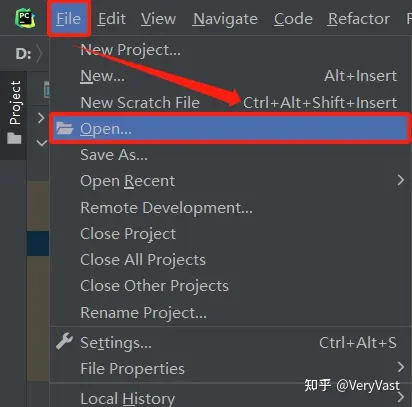 PC
File Edit View Navigate Code Refactor
D:
Project
New Project...
New... Alt+Insert
New Scratch File Ctrl+Alt+Shift+Insert
Open...
Save As...
Open Recent
Remote Development...
Close Project
Close All Projects
Close Other Projects
Rename Project...
Settings... Ctrl+Alt+S
File Properties
Local History
知乎 @VeryVast